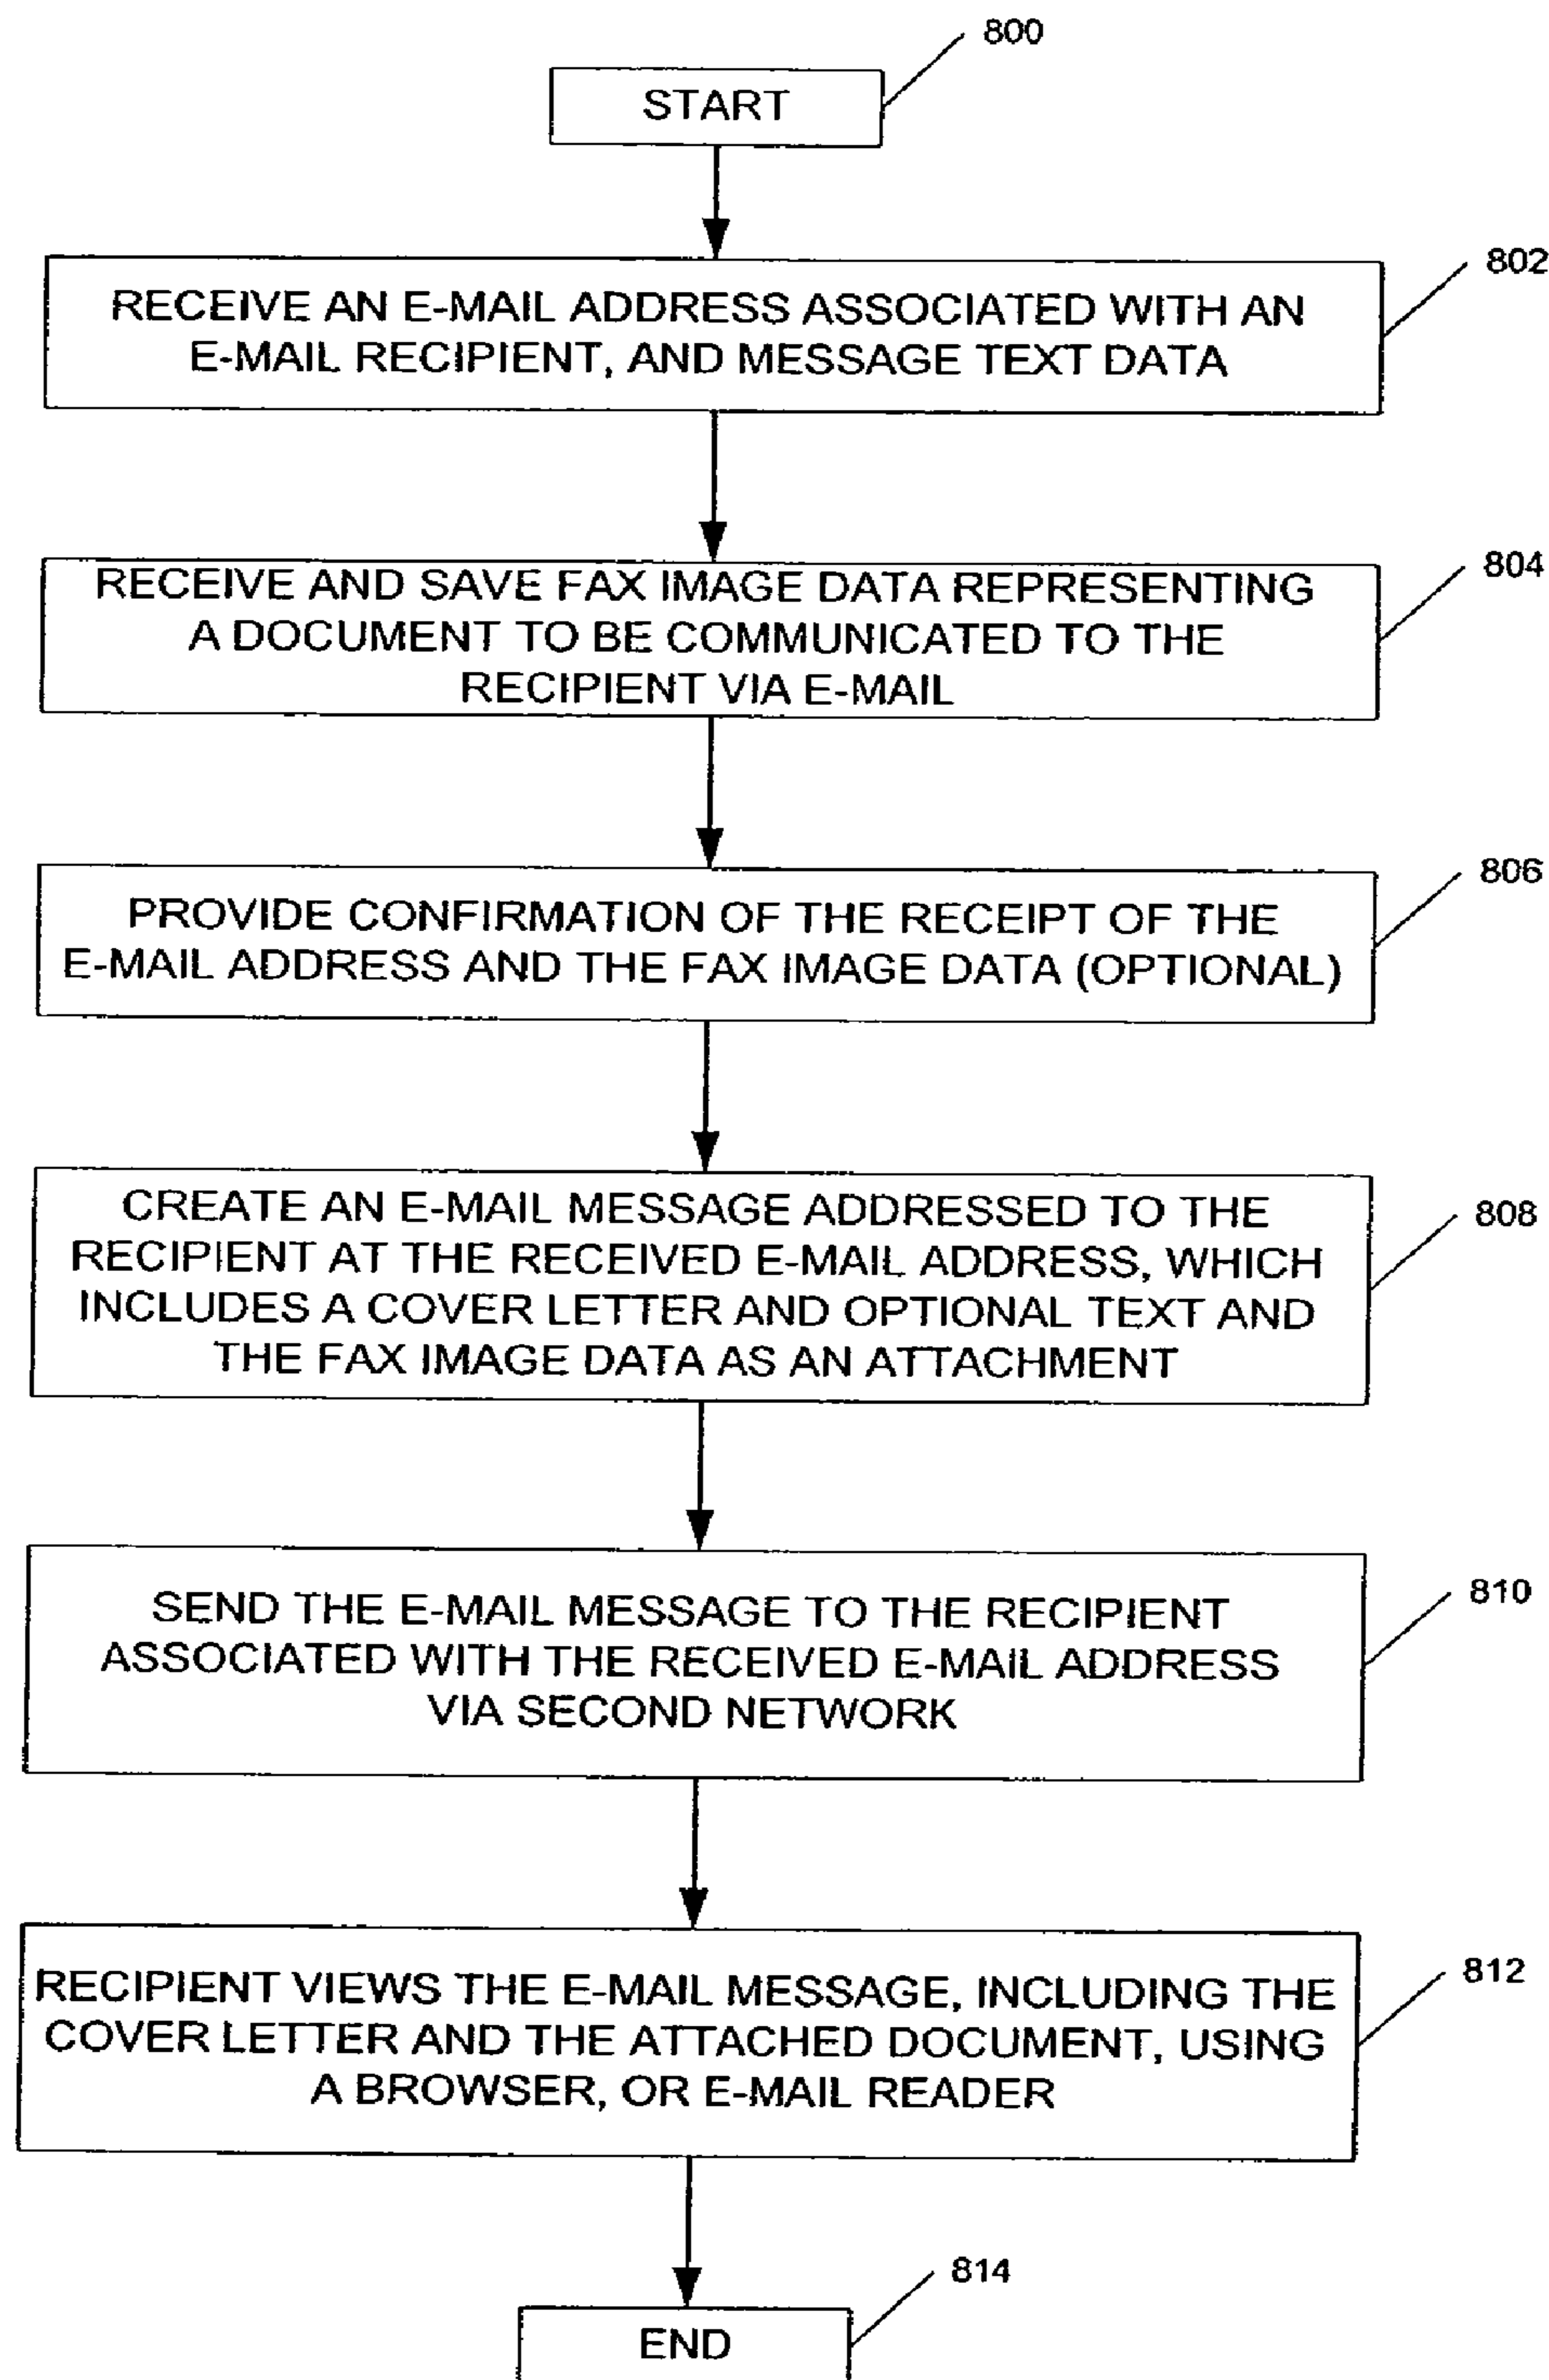 800
START
802
RECEIVE AN E-MAIL ADDRESS ASSOCIATED WITH AN
E-MAIL RECIPIENT, AND MESSAGE TEXT DATA
804
RECEIVE AND SAVE FAX IMAGE DATA REPRESENTING
A DOCUMENT TO BE COMMUNICATED TO THE
RECIPIENT VIA E-MAIL
806
PROVIDE CONFIRMATION OF THE RECEIPT OF THE
E-MAIL ADDRESS AND THE FAX IMAGE DATA (OPTIONAL)
808
CREATE AN E-MAIL MESSAGE ADDRESSED TO THE
RECIPIENT AT THE RECEIVED E-MAIL ADDRESS, WHICH
INCLUDES A COVER LETTER AND OPTIONAL TEXT AND
THE FAX IMAGE DATA AS AN ATTACHMENT
810
SEND THE E-MAIL MESSAGE TO THE RECIPIENT
ASSOCIATED WITH THE RECEIVED E-MAIL ADDRESS
VIA SECOND NETWORK
812
RECIPIENT VIEWS THE E-MAIL MESSAGE, INCLUDING THE
COVER LETTER AND THE ATTACHED DOCUMENT, USING
A BROWSER, OR E-MAIL READER
814
END